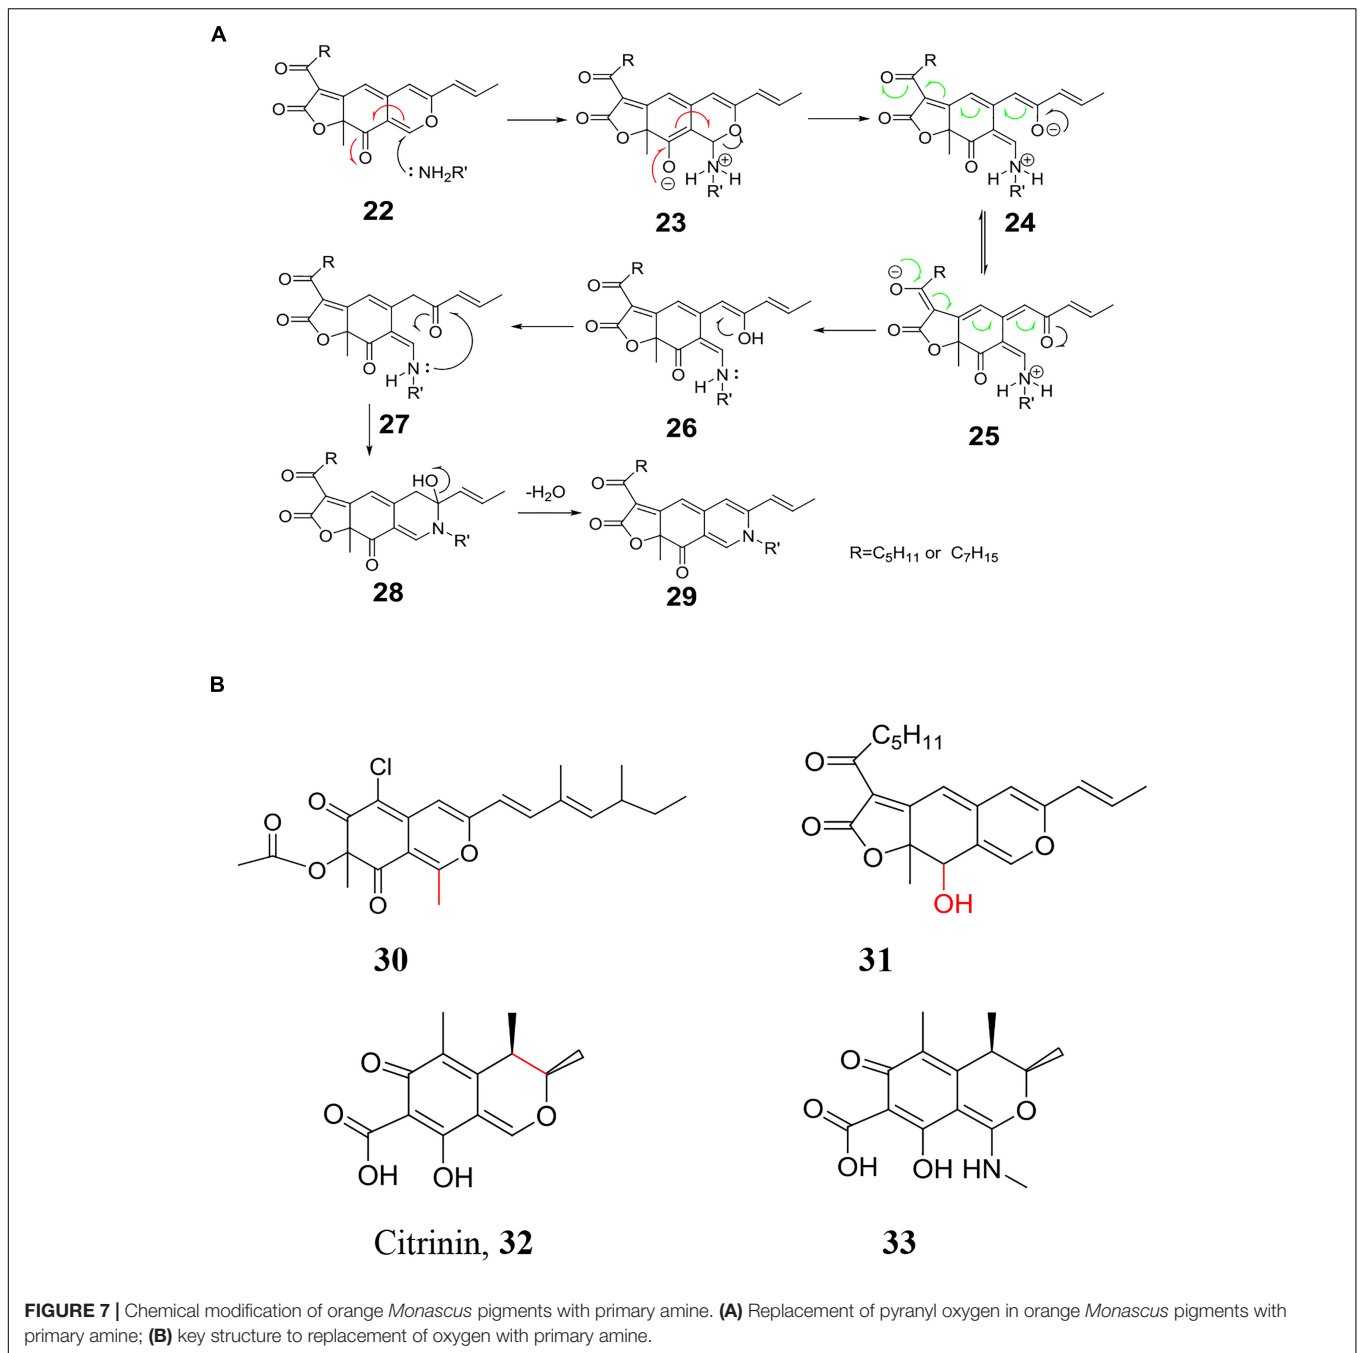 A
R
O
O
O
O
O
:NH2R'
22
R
O
O
O
O
O
⊖
H N⊕ H
R'
23
R
O
O
O
O
O⊖
H N⊕ H
R'
24
R
O
O
O
O
O
H N:
R'
27
R
O
O
O
O
OH
H N:
R'
26
⊖
O
R
O
O
O
O
H N⊕ H
R'
25
R
O
HO
O
O
O
N
R'
28
-H2O
R
O
O
O
O
N
R'
29
R=C5H11 or C7H15
B
Cl
O
O
O
O
O
30
C5H11
O
O
O
O
OH
31
O
O
O
OH
OH
Citrinin, 32
O
O
O
OH
OH
HN
33
FIGURE 7 | Chemical modification of orange Monascus pigments with primary amine. (A) Replacement of pyranyl oxygen in orange Monascus pigments with
primary amine; (B) key structure to replacement of oxygen with primary amine.